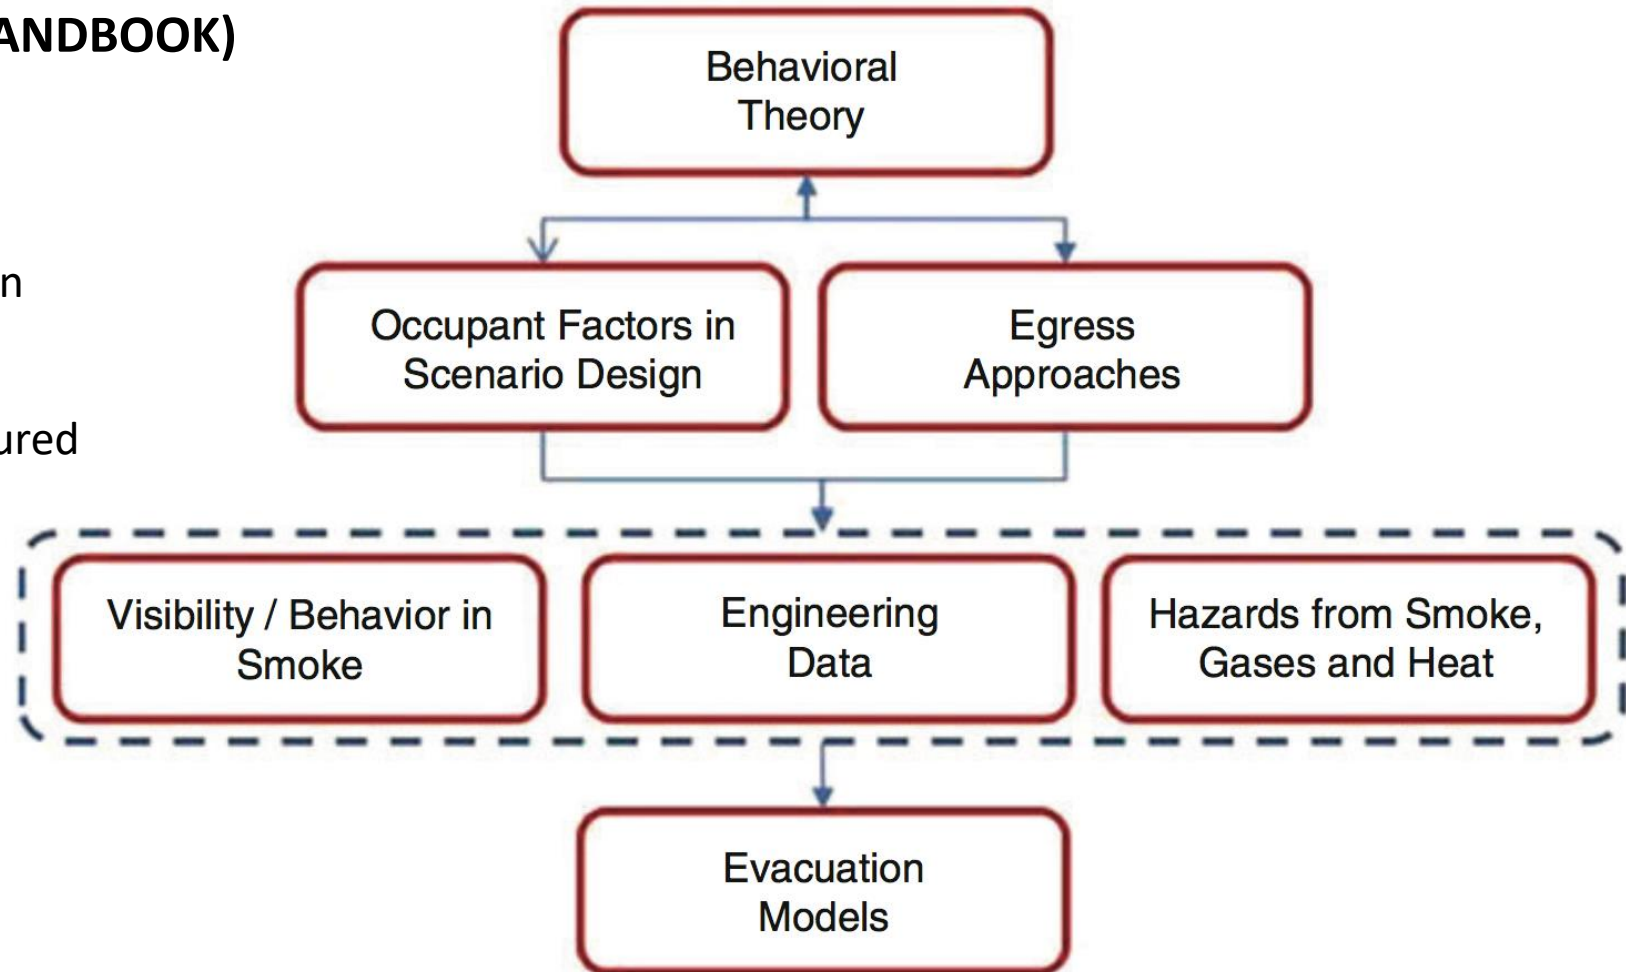 ANDBOOK)
Behavioral
Theory
n
Occupant Factors in
Scenario Design
Egress
Approaches
ured
Visibility / Behavior in
Smoke
Engineering
Data
Hazards from Smoke,
Gases and Heat
Evacuation
Models